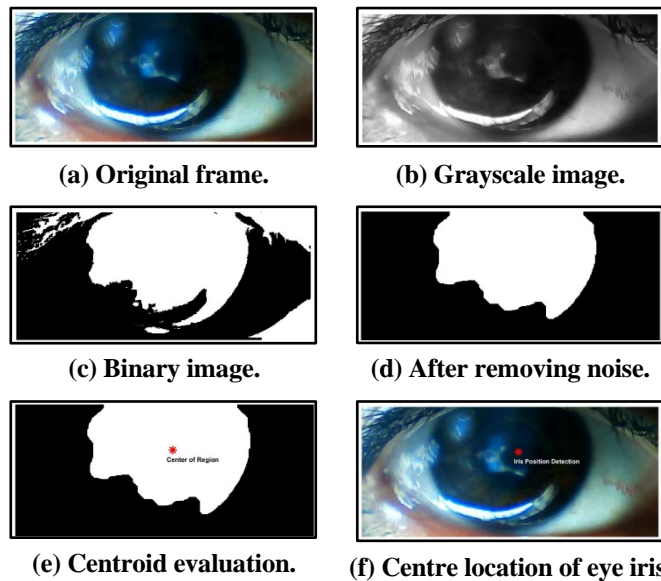 (a) Original frame.
(b) Grayscale image.
(c) Binary image.
(d) After removing noise.
Center of Region
Iris Position Detection
(e) Centroid evaluation.
(f) Centre location of eye iris